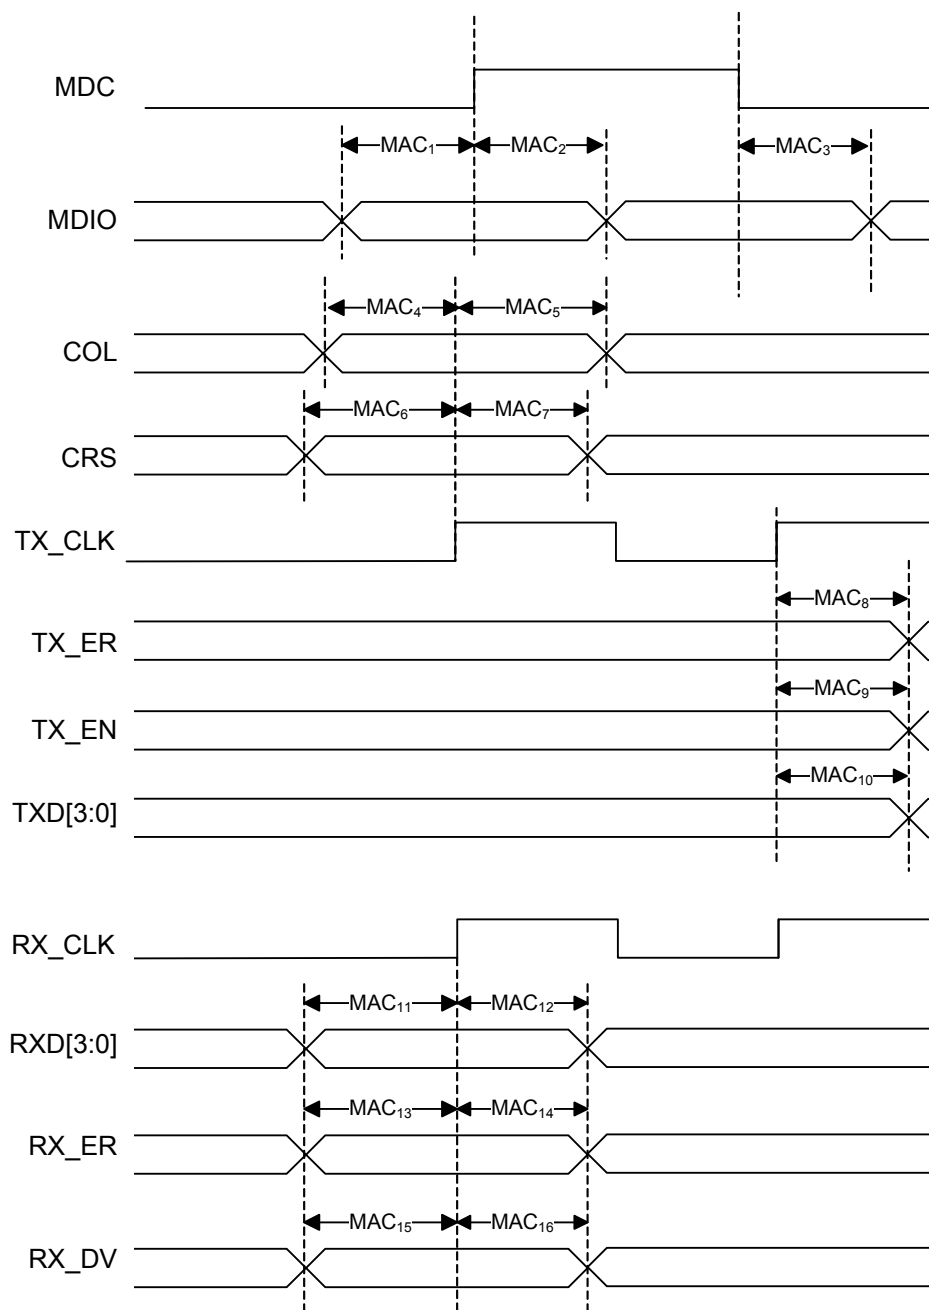 MDC
MAC₁ MAC₂ MAC₃
MDIO
MAC₄ MAC₅
COL
MAC₆ MAC₇
CRS
TX_CLK
MAC₈
TX_ER
MAC₉
TX_EN
MAC₁₀
TXD[3:0]
RX_CLK
MAC₁₁ MAC₁₂
RXD[3:0]
MAC₁₃ MAC₁₄
RX_ER
MAC₁₅ MAC₁₆
RX_DV